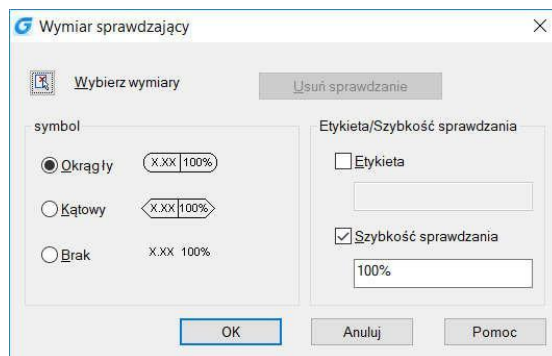 Wymiar sprawdzający
Wybierz wymiary
Usuń sprawdzanie
symbol
Okrągły
X.XX 100%
Kątowy
X.XX 100%
Brak
X.XX 100%
Etykieta/Szybkość sprawdzania
Etykieta
Szybkość sprawdzania
100%
OK
Anuluj
Pomoc